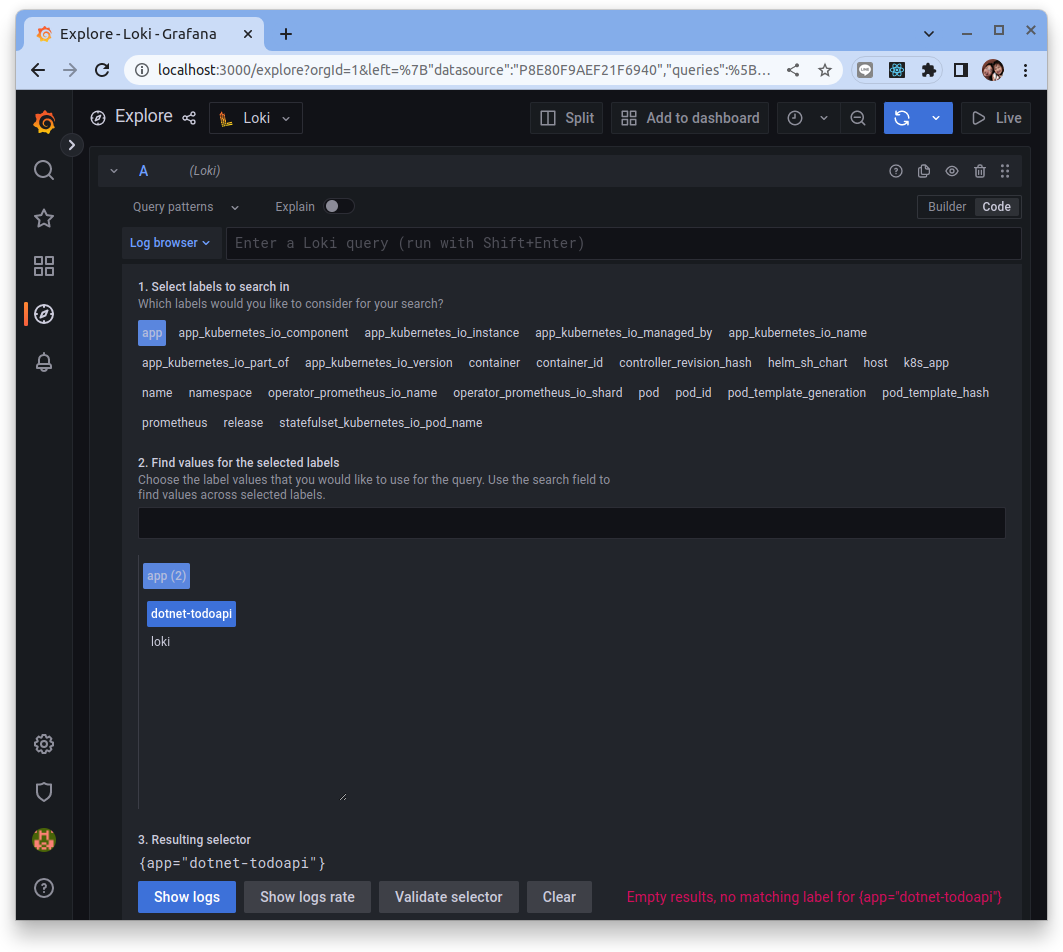 Explore - Loki - Grafana
localhost:3000/explore?orgId=1&left=%7B"datasource":"P8E80F9AEF21F6940","queries":%5B...
Explore
Loki
Split
Add to dashboard
Live
A
(Loki)
Query patterns
Explain
Builder
Code
Log browser
Enter a Loki query (run with Shift+Enter)
1. Select labels to search in
Which labels would you like to consider for your search?
app app_kubernetes_io_component app_kubernetes_io_instance app_kubernetes_io_managed_by app_kubernetes_io_name
app_kubernetes_io_part_of app_kubernetes_io_version container container_id controller_revision_hash helm_sh_chart host k8s_app
name namespace operator_prometheus_io_name operator_prometheus_io_shard pod pod_id pod_template_generation pod_template_hash
prometheus release statefulset_kubernetes_io_pod_name
2. Find values for the selected labels
Choose the label values that you would like to use for the query. Use the search field to
find values across selected labels.
app (2)
dotnet-todoapi
loki
3. Resulting selector
{app="dotnet-todoapi"}
Show logs
Show logs rate
Validate selector
Clear
Empty results, no matching label for {app="dotnet-todoapi"}